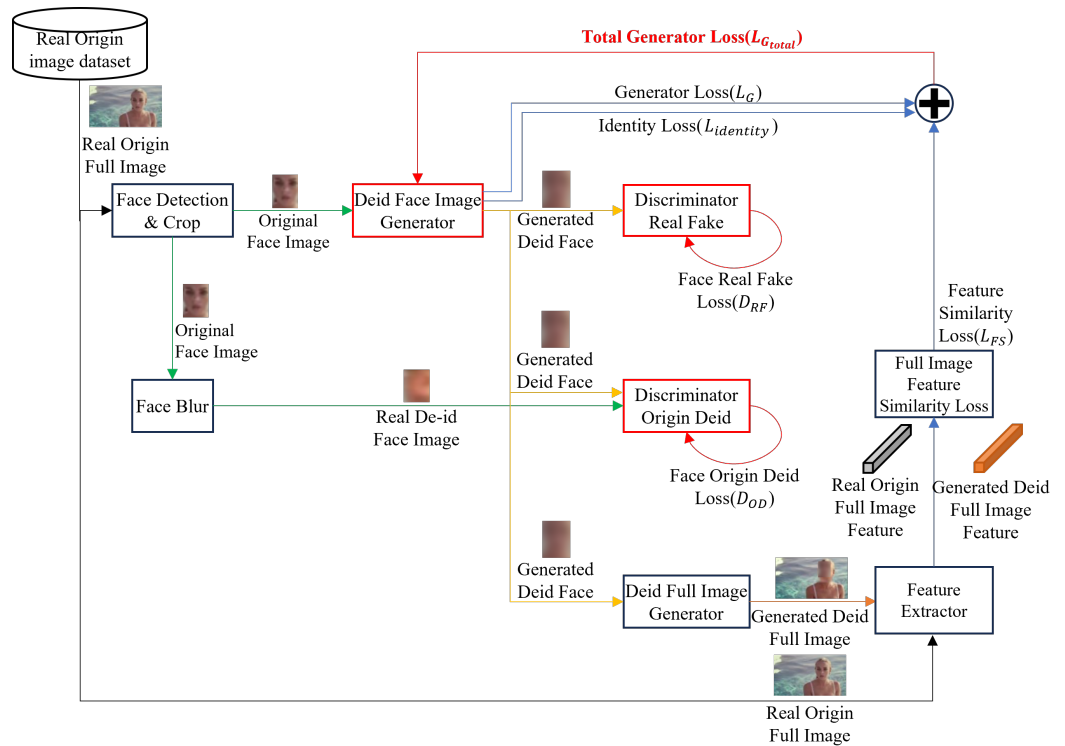 Real Origin
image dataset
Total Generator Loss(L_{G_{total}})
Generator Loss(L_G)
Identity Loss(L_{identity})
Real Origin
Full Image
Face Detection
& Crop
Original
Face Image
Deid Face Image
Generator
Generated
Deid Face
Discriminator
Real Fake
Face Real Fake
Loss(D_{RF})
Original
Face Image
Feature
Similarity
Loss(L_{FS})
Generated
Deid Face
Face Blur
Real De-id
Face Image
Discriminator
Origin Deid
Full Image
Feature
Similarity Loss
Face Origin Deid
Loss(D_{OD})
Real Origin
Full Image
Feature
Generated Deid
Full Image
Feature
Generated
Deid Face
Deid Full Image
Generator
Generated Deid
Full Image
Feature
Extractor
Real Origin
Full Image